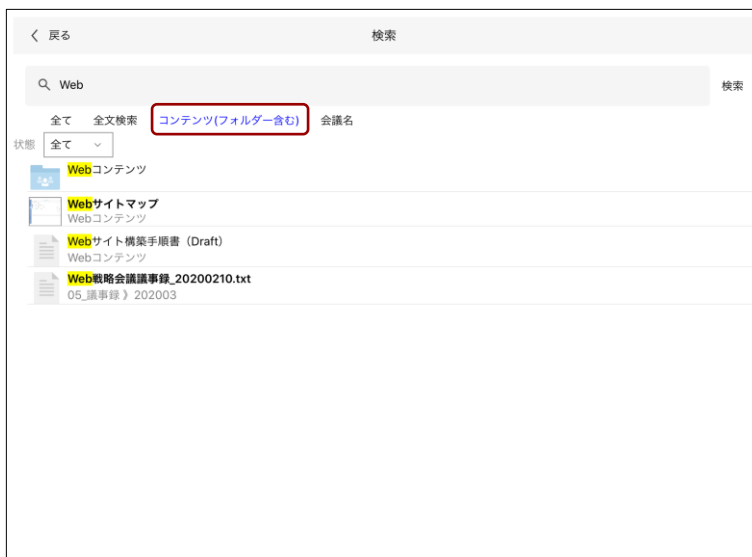 戻る 検索
Web 検索
全て 全文検索 コンテンツ(フォルダー含む) 会議名
状態 全て
Webコンテンツ
Webサイトマップ
Webコンテンツ
Webサイト構築手順書（Draft）
Webコンテンツ
Web戦略会議議事録_20200210.txt
05_議事録 》202003